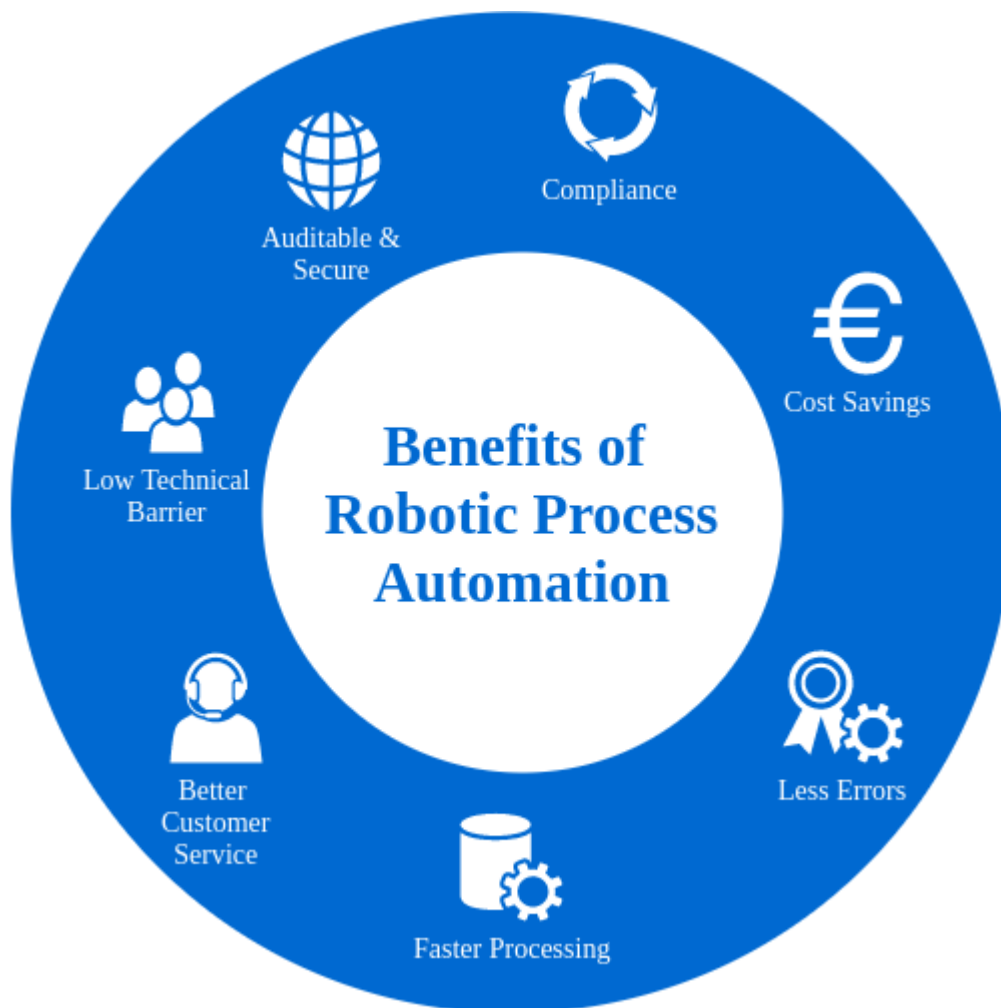 Compliance
Auditable &
Secure
Cost Savings
Low Technical
Barrier
Benefits of
Robotic Process
Automation
Better
Customer
Service
Less Errors
Faster Processing